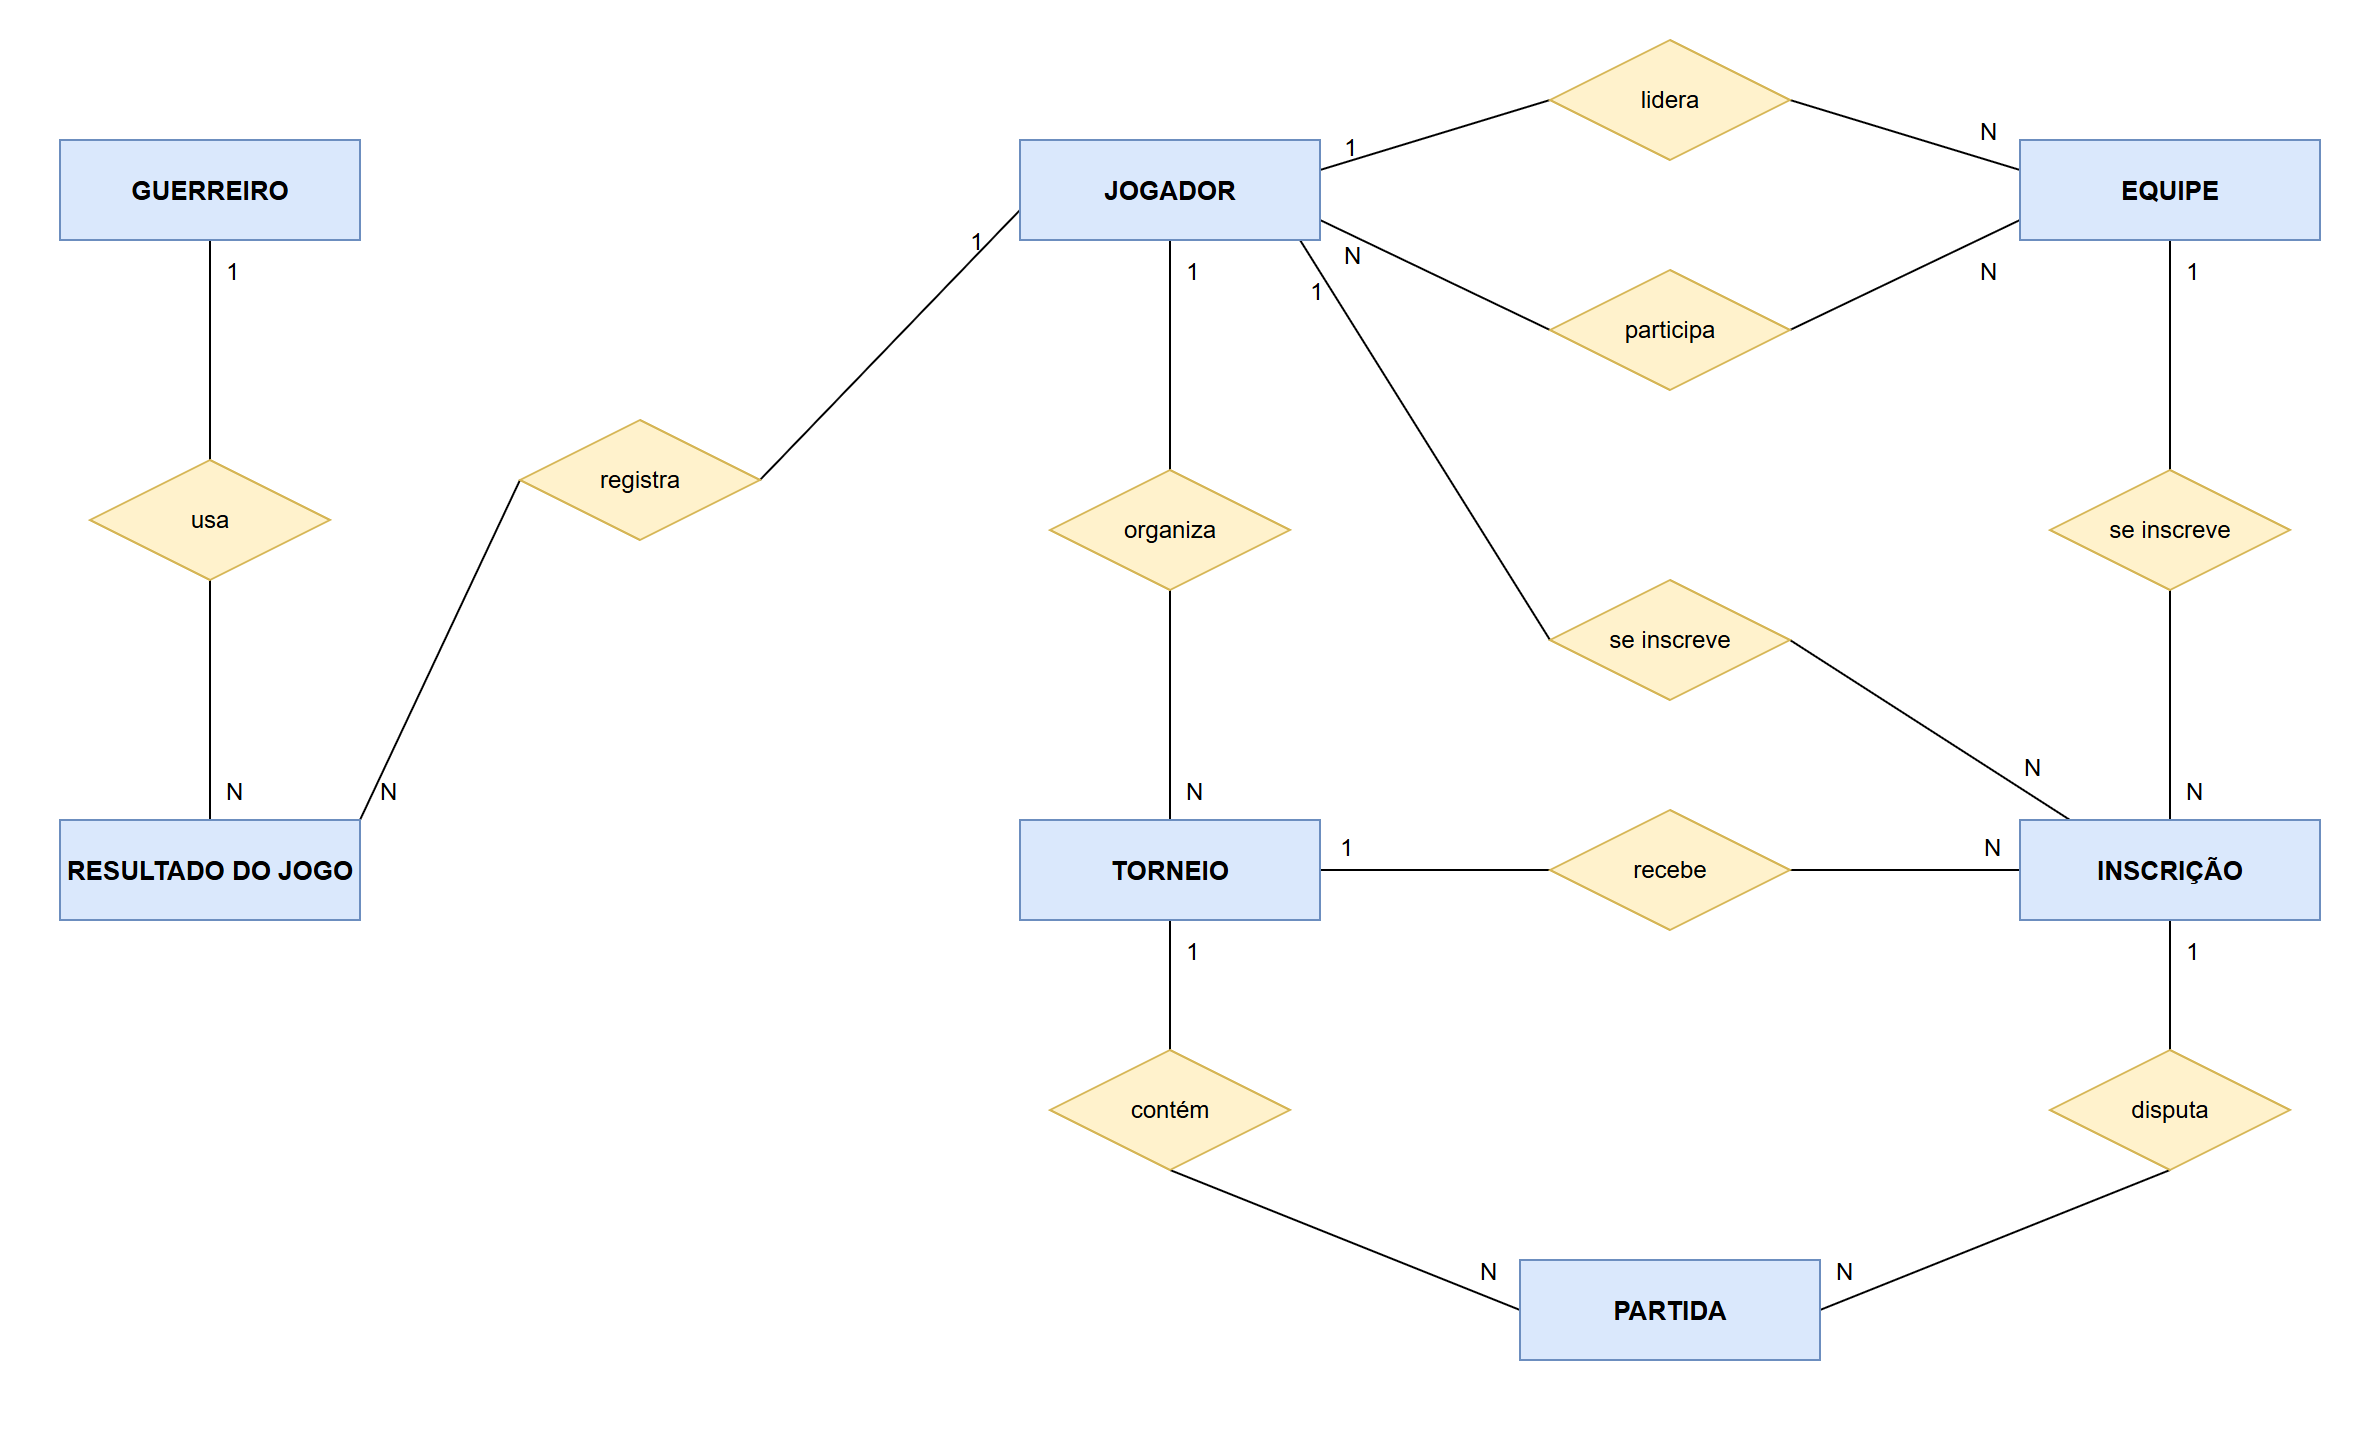 lidera
N
1
GUERREIRO
JOGADOR
EQUIPE
1
N
1
1
1
N
1
1
participa
registra
usa
organiza
se inscreve
se inscreve
N
N
N
N
N
1
N
RESULTADO DO JOGO
TORNEIO
recebe
INSCRIÇÃO
1
1
contém
disputa
N
N
PARTIDA